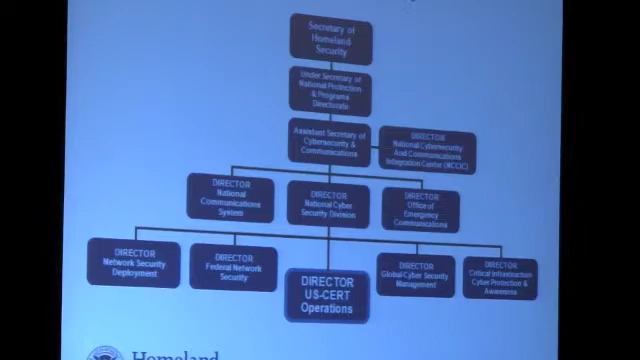 Secretary of
Homeland
Security
Under Secretary of
National Protection
& Programs
Directorate
Assistant Secretary of
Cybersecurity &
Communications
DIRECTOR
National Cybersecurity
And Communications
Integration Center (NCCIC)
DIRECTOR
National
Communications
System
DIRECTOR
National Cyber
Security Division
DIRECTOR
Office of
Emergency
Communications
DIRECTOR
Network Security
Deployment
DIRECTOR
Federal Network
Security
DIRECTOR
US-CERT
Operations
DIRECTOR
Global Cyber Security
Management
DIRECTOR
Critical Infrastructure
Cyber Protection &
Awareness
Homeland